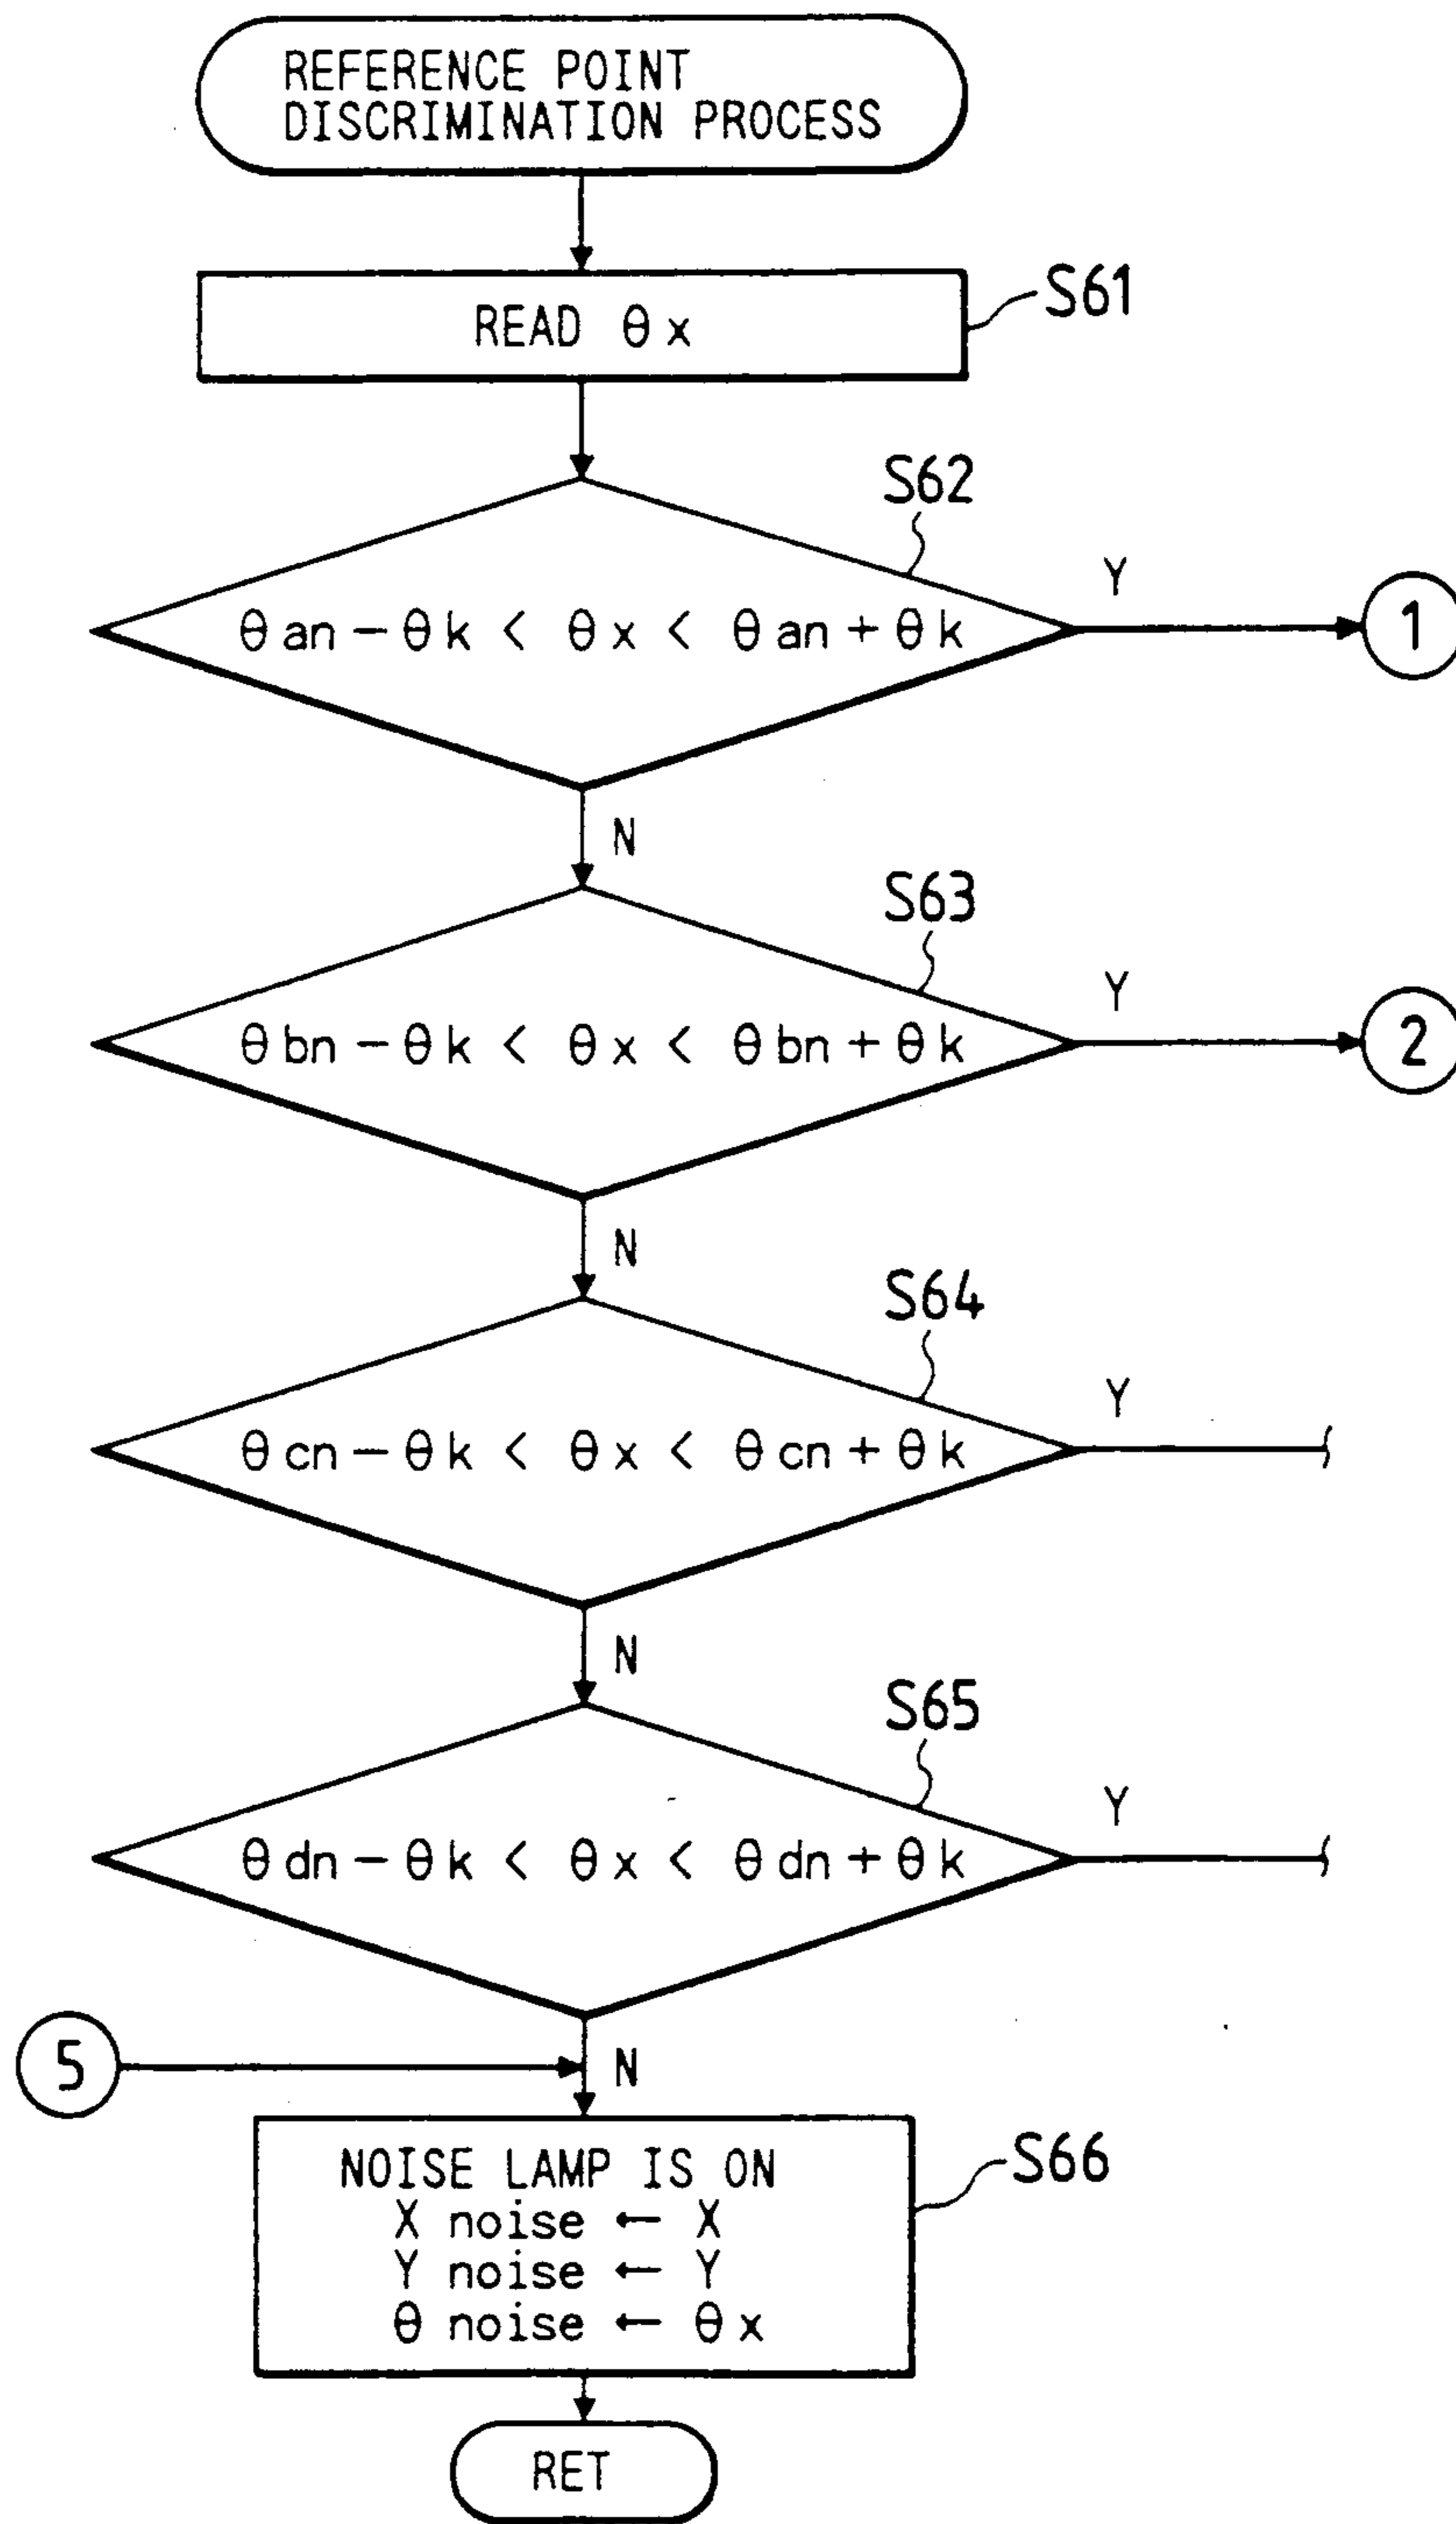 REFERENCE POINT
DISCRIMINATION PROCESS
READ θx
S61
S62
θan - θk < θx < θan + θk
Y
1
N
S63
θbn - θk < θx < θbn + θk
Y
2
N
S64
θcn - θk < θx < θcn + θk
Y
N
S65
θdn - θk < θx < θdn + θk
Y
5
N
NOISE LAMP IS ON
X noise ← X
Y noise ← Y
θ noise ← θx
S66
RET